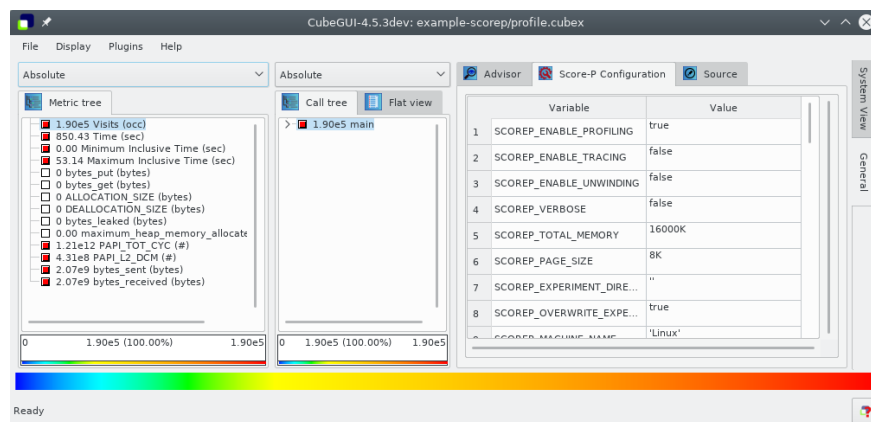 CubeGUI-4.5.3dev: example-scorep/profile.cubex
File Display Plugins Help
Absolute
Metric tree
1.90e5 Visits (occ)
850.43 Time (sec)
0.00 Minimum Inclusive Time (sec)
53.14 Maximum Inclusive Time (sec)
0 bytes_put (bytes)
0 bytes_get (bytes)
0 ALLOCATION_SIZE (bytes)
0 DEALLOCATION_SIZE (bytes)
0 bytes_leaked (bytes)
0.00 maximum_heap_memory_allocate
1.21e12 PAPI_TOT_CYC (#)
4.31e8 PAPI_L2_DCM (#)
2.07e9 bytes_sent (bytes)
2.07e9 bytes_received (bytes)
0 1.90e5 (100.00%) 1.90e5
Absolute
Call tree Flat view
1.90e5 main
0 1.90e5 (100.00%) 1.90e5
Advisor Score-P Configuration Source
Variable Value
1 SCOREP_ENABLE_PROFILING true
2 SCOREP_ENABLE_TRACING false
3 SCOREP_ENABLE_UNWINDING false
4 SCOREP_VERBOSE false
5 SCOREP_TOTAL_MEMORY 16000K
6 SCOREP_PAGE_SIZE 8K
7 SCOREP_EXPERIMENT_DIRE... ''
8 SCOREP_OVERWRITE_EXPE... true
9 SCOREP_MACHINE_NAME 'Linux'
System View
General
Ready